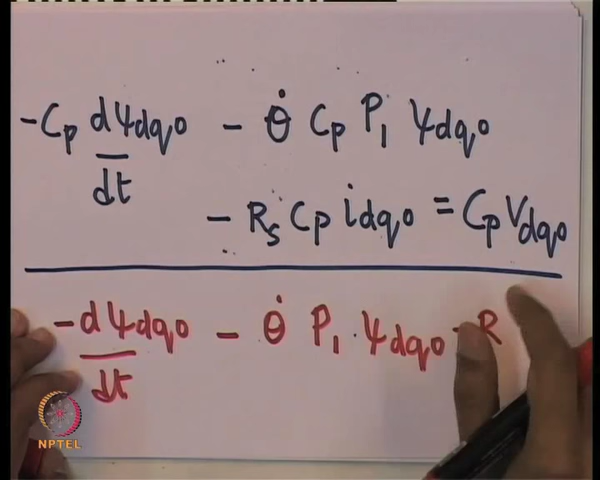 -Cp dψdqo/dt - θ̇ Cp P₁ ψdqo
- Rs Cp idqo = Cp Vdqo
-dψdqo/dt - θ̇ P₁ ψdqo - R
NPTEL